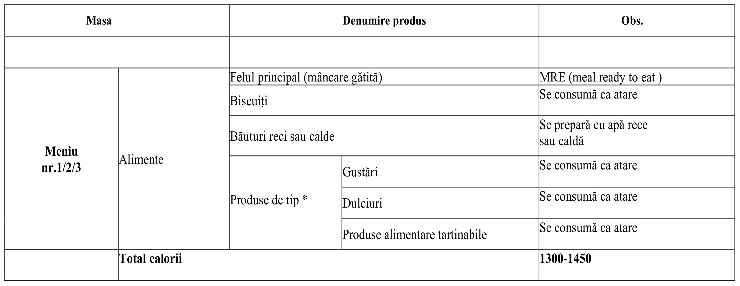 Masa Denumire produs Obs.
Felul principal (mâncare gătită) MRE (meal ready to eat )
Biscuiți Se consumă ca atare
Băuturi reci sau calde Se prepară cu apă rece
sau caldă
Meniu
nr.1/2/3
Alimente
Produse de tip *
Gustări Se consumă ca atare
Dulciuri Se consumă ca atare
Produse alimentare tartinabile Se consumă ca atare
Total calorii 1300-1450